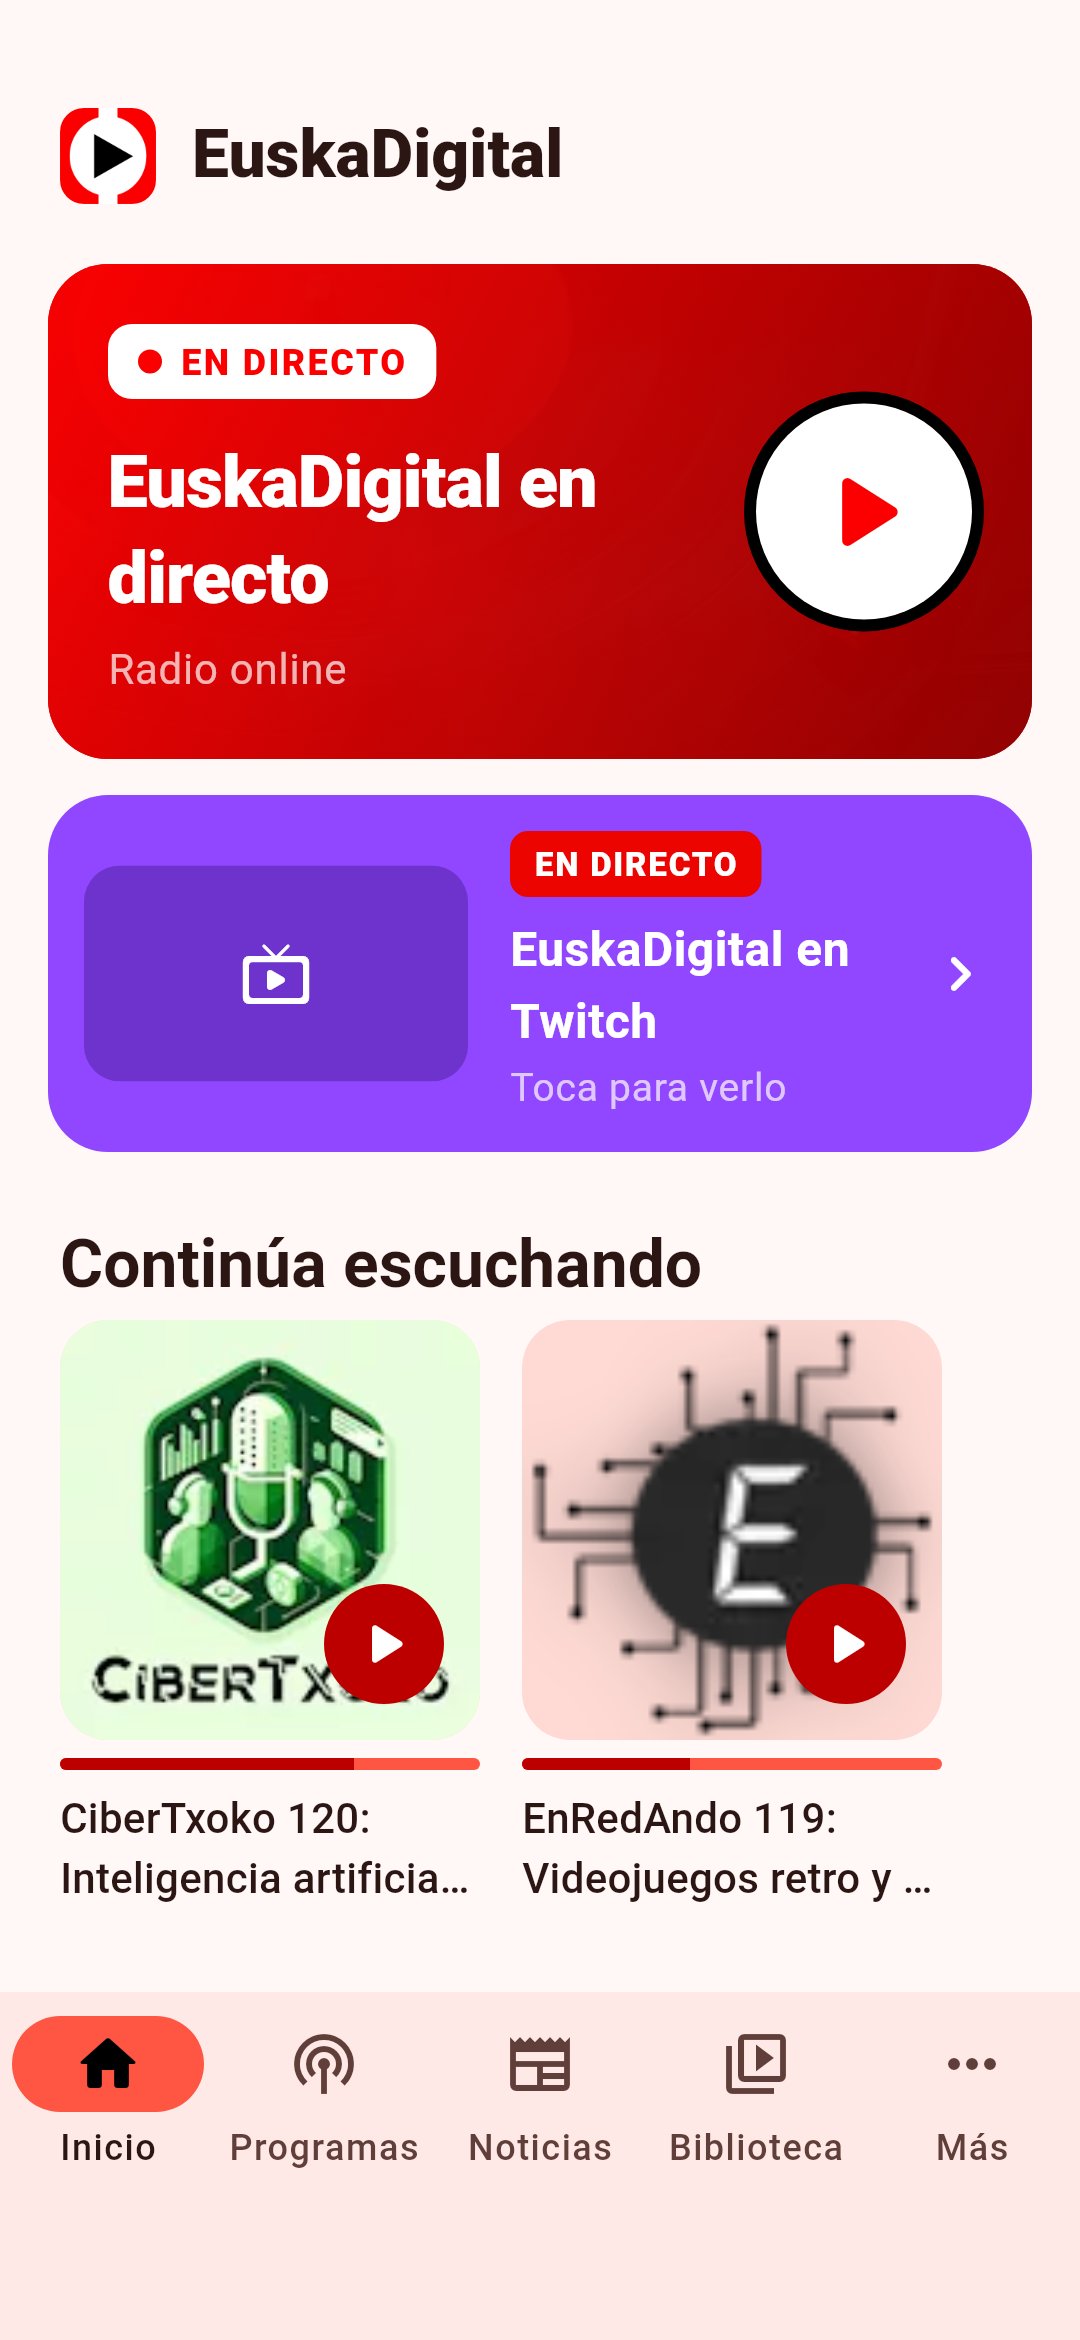 EuskaDigital
EN DIRECTO
EuskaDigital en
directo
Radio online
EN DIRECTO
EuskaDigital en
Twitch
Toca para verlo
Continúa escuchando
E
CiberTxoko 120:
Inteligencia artificia...
EnRedAndo 119:
Videojuegos retro y ...
Inicio
Programas
Noticias
Biblioteca
Más